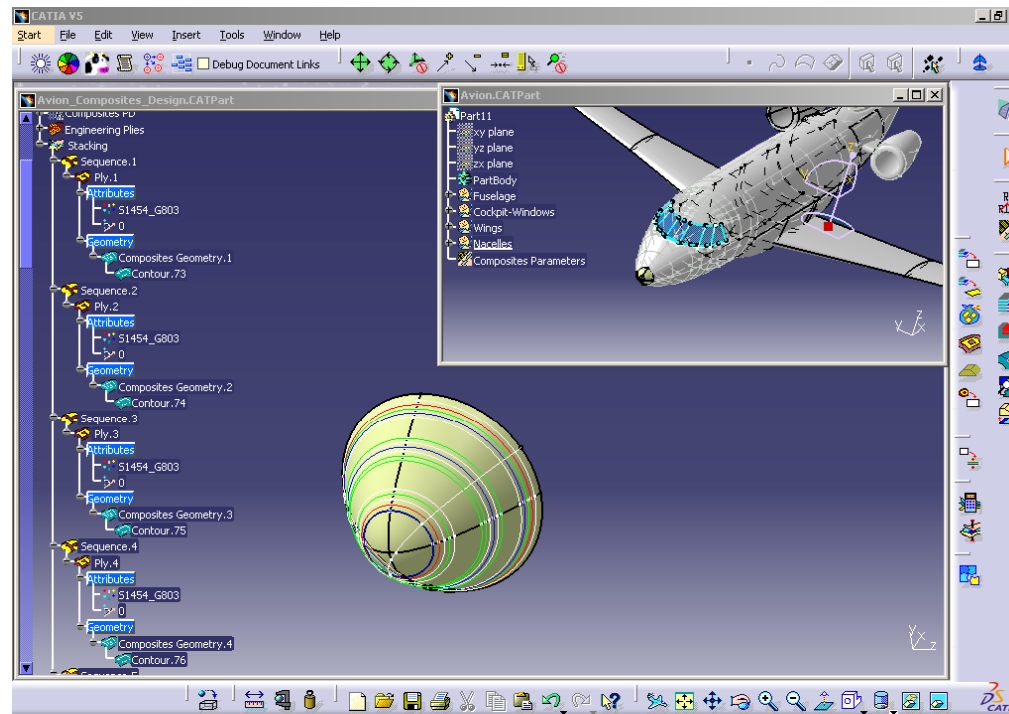 CATIA V5
Start File Edit View Insert Tools Window Help
Debug Document Links
Avion_Composites_Design.CATPart
Composites PD
Engineering Plies
Stacking
Sequence.1
Ply.1
Attributes
S1454_G803
0
Geometry
Composites Geometry.1
Contour.73
Sequence.2
Ply.2
Attributes
S1454_G803
0
Geometry
Composites Geometry.2
Contour.74
Sequence.3
Ply.3
Attributes
S1454_G803
0
Geometry
Composites Geometry.3
Contour.75
Sequence.4
Ply.4
Attributes
S1454_G803
0
Geometry
Composites Geometry.4
Contour.76
Avion.CATPart
Part11
xy plane
yz plane
zx plane
PartBody
Fuselage
Cockpit-Windows
Wings
Nacelles
Composites Parameters
z
y
x
y
x
z